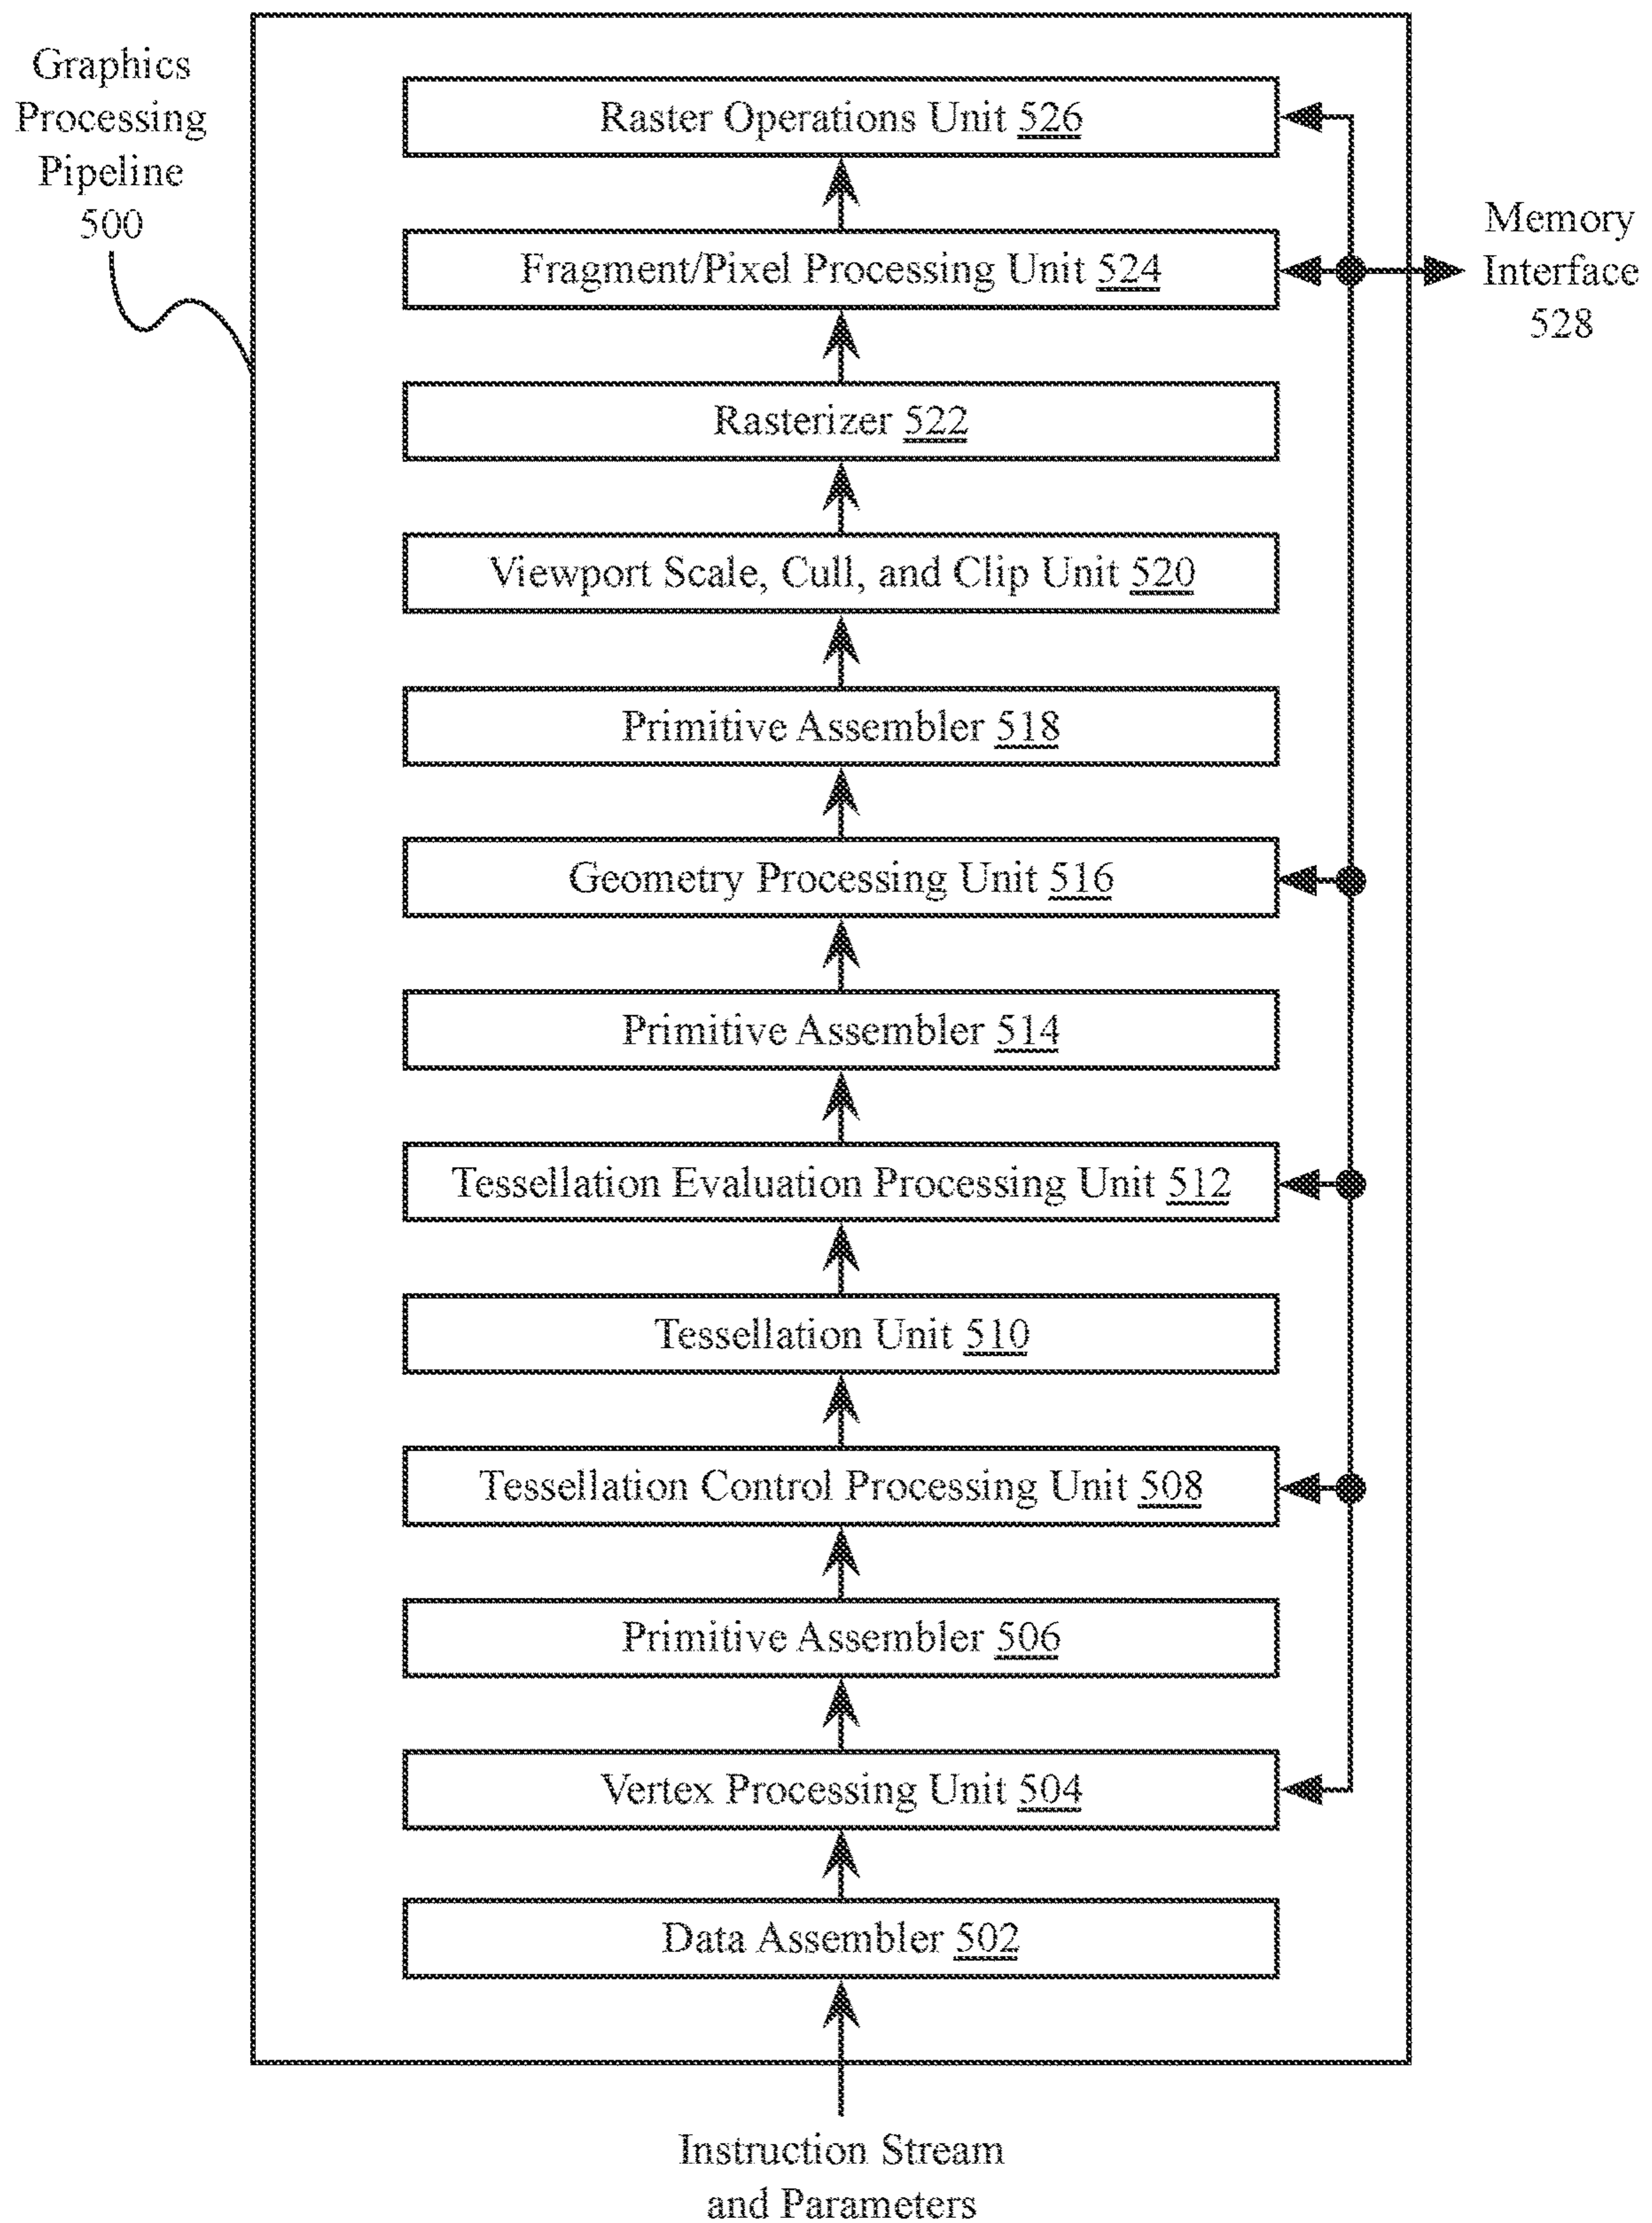 Graphics
Processing
Pipeline
500
Raster Operations Unit 526
Fragment/Pixel Processing Unit 524
Memory
Interface
528
Rasterizer 522
Viewport Scale, Cull, and Clip Unit 520
Primitive Assembler 518
Geometry Processing Unit 516
Primitive Assembler 514
Tessellation Evaluation Processing Unit 512
Tessellation Unit 510
Tessellation Control Processing Unit 508
Primitive Assembler 506
Vertex Processing Unit 504
Data Assembler 502
Instruction Stream
and Parameters